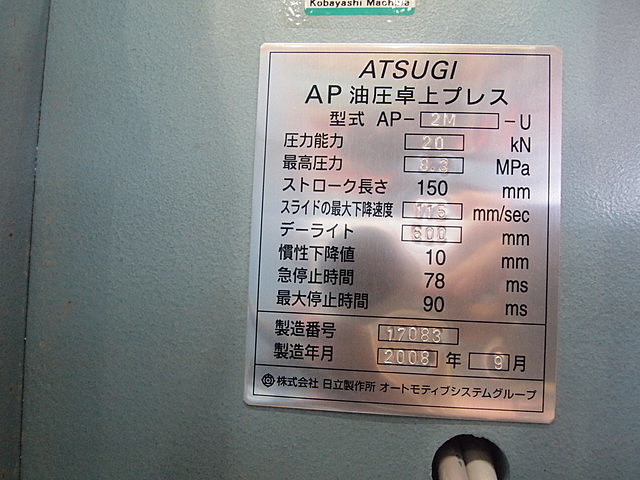 Kobayashi Machine
ATSUGI
AP 油圧卓上プレス
型式 AP-2M-U
圧力能力 20 kN
最高圧力 8.3 MPa
ストローク長さ 150 mm
スライドの最大下降速度 115 mm/sec
デーライト 600 mm
慣性下降値 10 mm
急停止時間 78 ms
最大停止時間 90 ms
製造番号 17083
製造年月 2008 年 9 月
株式会社 日立製作所 オートモティブシステムグループ